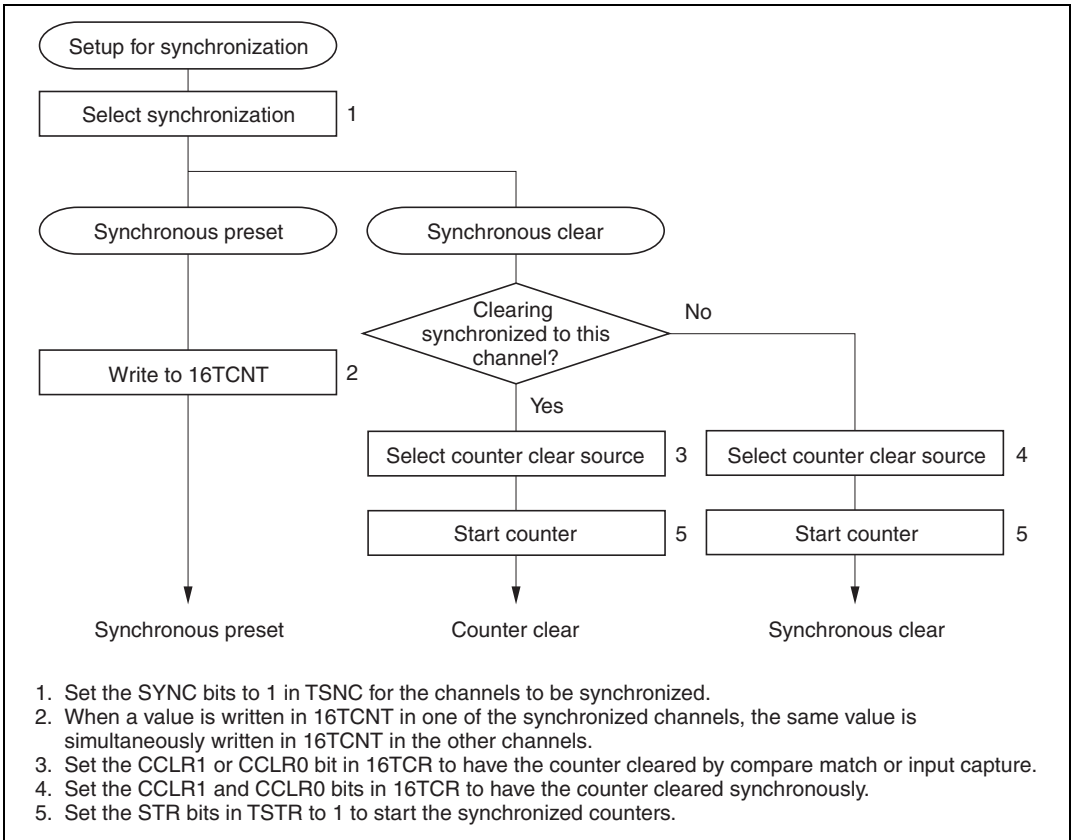 Setup for synchronization
Select synchronization 1
Synchronous preset
Synchronous clear
Clearing
synchronized to this
channel?
No
Write to 16TCNT 2
Yes
Select counter clear source 3
Select counter clear source 4
Start counter 5
Start counter 5
Synchronous preset
Counter clear
Synchronous clear
1. Set the SYNC bits to 1 in TSNC for the channels to be synchronized.
2. When a value is written in 16TCNT in one of the synchronized channels, the same value is
simultaneously written in 16TCNT in the other channels.
3. Set the CCLR1 or CCLR0 bit in 16TCR to have the counter cleared by compare match or input capture.
4. Set the CCLR1 and CCLR0 bits in 16TCR to have the counter cleared synchronously.
5. Set the STR bits in TSTR to 1 to start the synchronized counters.